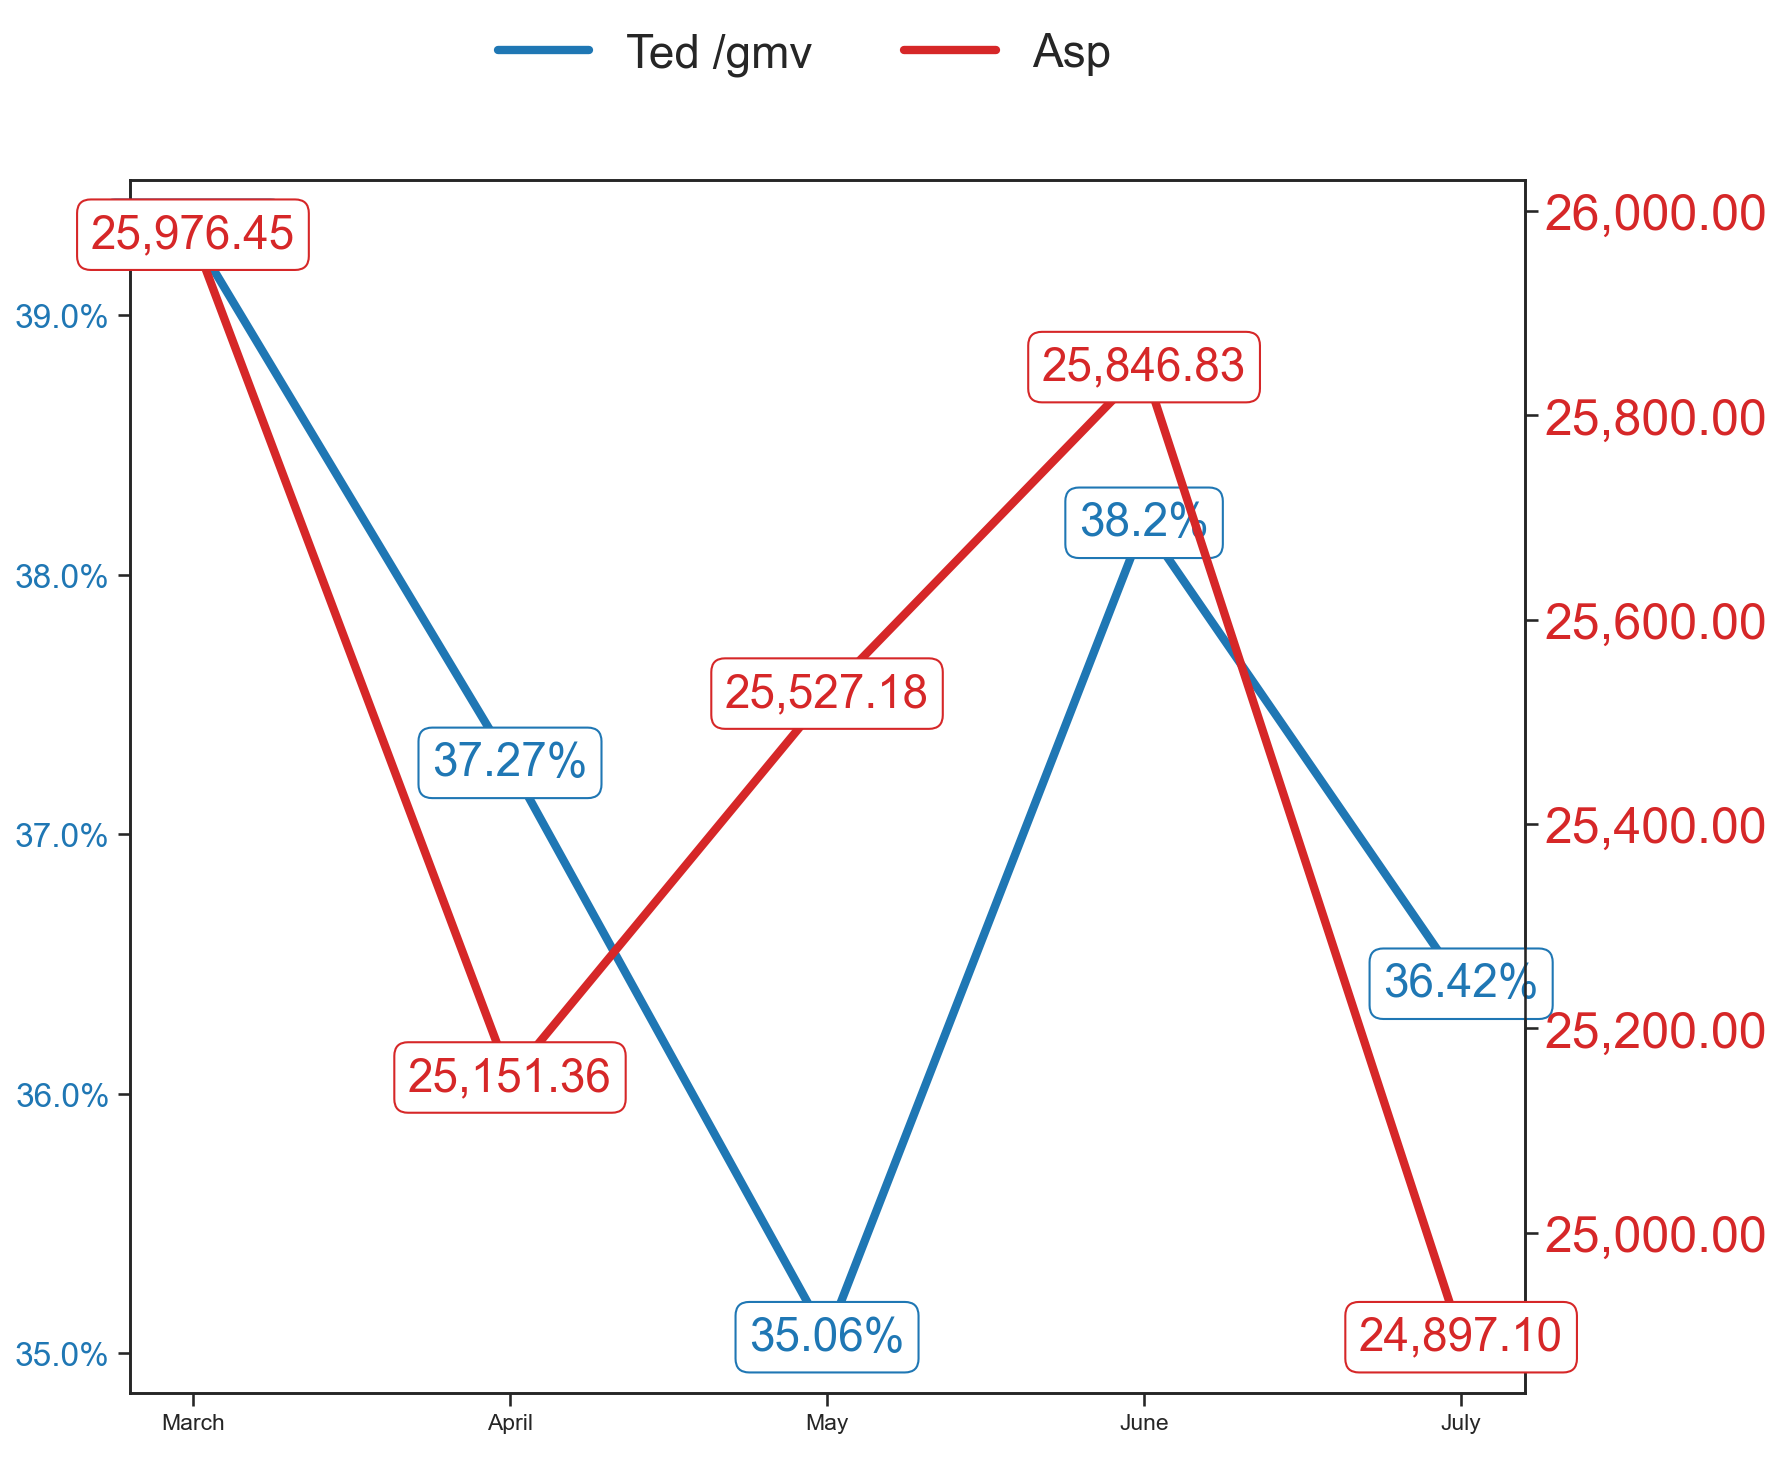 Ted /gmv
Asp
25,976.45
26,000.00
39.0%
25,846.83
25,800.00
38.2%
38.0%
25,600.00
25,527.18
37.27%
37.0%
25,400.00
36.42%
25,200.00
25,151.36
36.0%
25,000.00
35.06%
24,897.10
35.0%
March
April
May
June
July